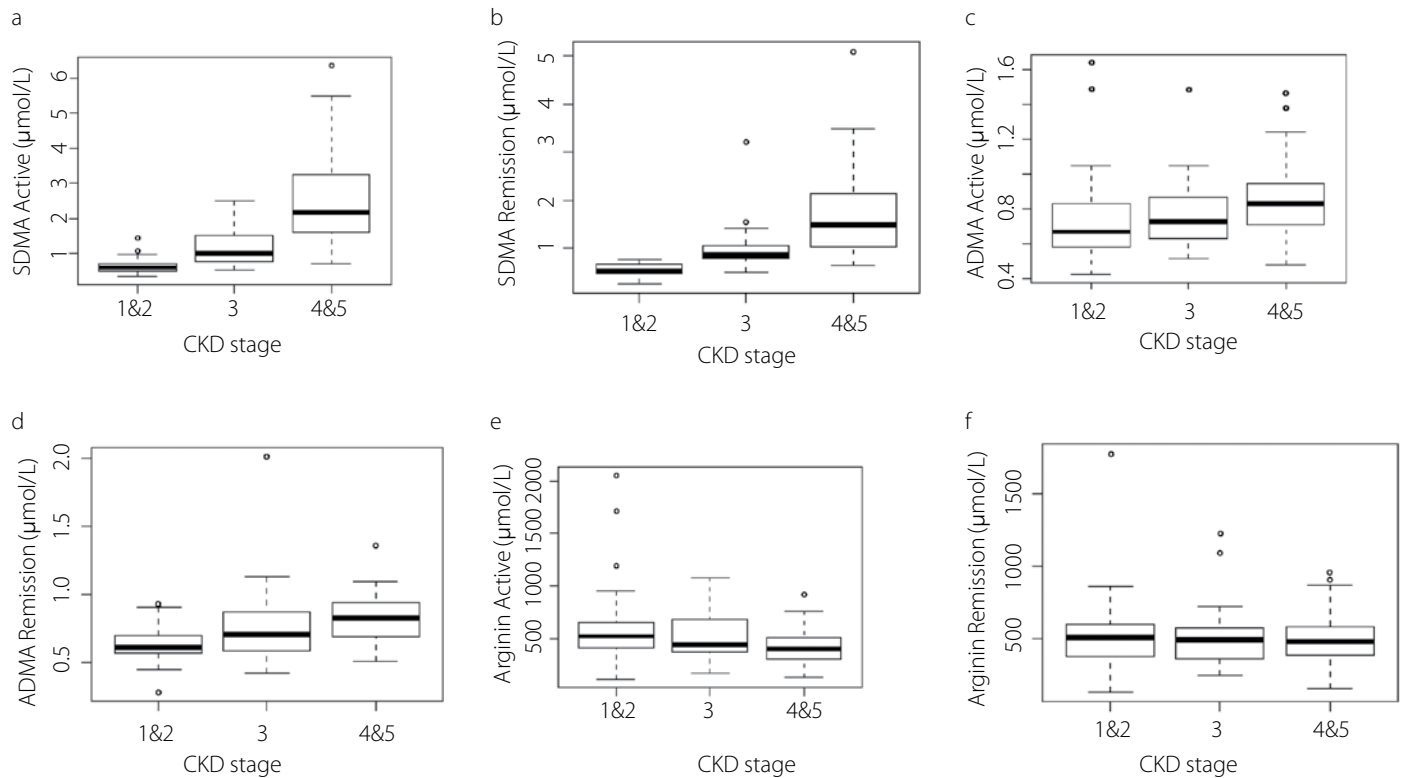 a
SDMA Active (μmol/L)
6
5
4
3
2
1
1&2 3 4&5
CKD stage
b
SDMA Remission (μmol/L)
5
4
3
2
1
1&2 3 4&5
CKD stage
c
ADMA Active (μmol/L)
1.6
1.2
0.8
0.4
1&2 3 4&5
CKD stage
d
ADMA Remission (μmol/L)
2.0
1.5
1.0
0.5
1&2 3 4&5
CKD stage
e
Arginin Active (μmol/L)
2000
1500
1000
500
1&2 3 4&5
CKD stage
f
Arginin Remission (μmol/L)
1500
1000
500
1&2 3 4&5
CKD stage